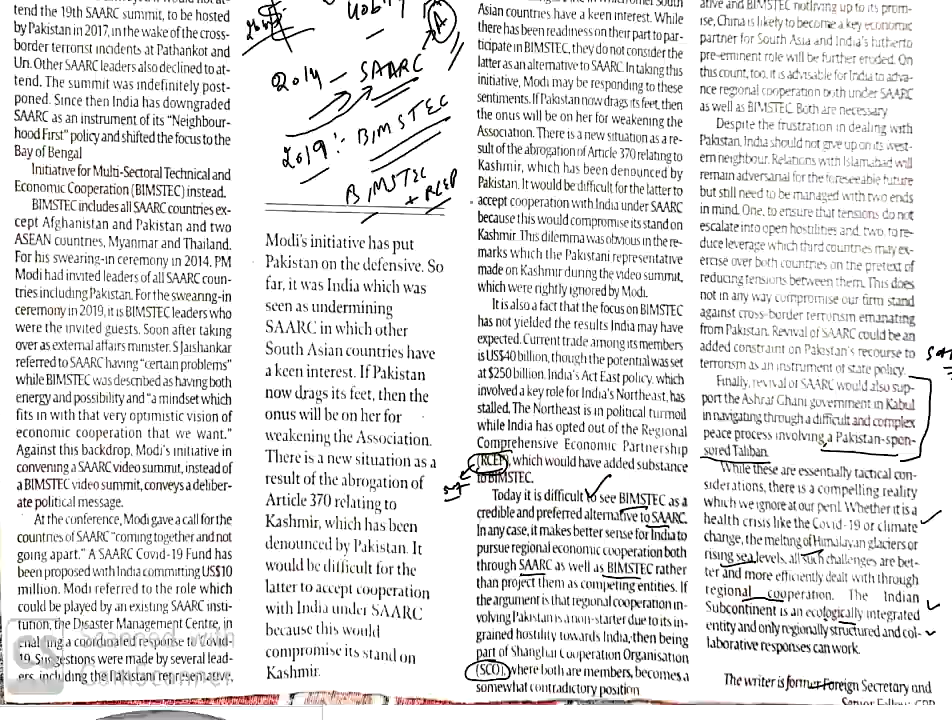 tend the 19th SAARC summit, to be hosted
by Pakistan in 2017, in the wake of the cross-
border terrorist incidents at Pathankot and
Uri. Other SAARC leaders also declined to at-
tend. The summit was indefinitely post-
poned. Since then India has downgraded
SAARC as an instrument of its "Neighbour-
hood First" policy and shifted the focus to the
Bay of Bengal
Initiative for Multi-Sectoral Technical and
Economic Cooperation (BIMSTEC) instead.
BIMSTEC includes all SAARC countries ex-
cept Afghanistan and Pakistan and two
ASEAN countries, Myanmar and Thailand.
For his swearing-in ceremony in 2014, PM
Modi had invited leaders of all SAARC coun-
tries including Pakistan. For the swearing-in
ceremony in 2019, it is BIMSTEC leaders who
were the invited guests. Soon after taking
over as external affairs minister, S Jaishankar
referred to SAARC having "certain problems"
while BIMSTEC was described as having both
energy and possibility and "a mindset which
fits in with that very optimistic vision of
economic cooperation that we want."
Against this backdrop, Modi's initiative in
convening a SAARC video summit, instead of
a BIMSTEC video summit, conveys a deliber-
ate political message.
At the conference, Modi gave a call for the
countries of SAARC "coming together and not
going apart." A SAARC Covid-19 Fund has
been proposed with India committing US$10
million. Modi referred to the role which
could be played by an existing SAARC insti-
tution, the Disaster Management Centre, in
enabling a coordinated response to Covid-
19. Suggestions were made by several lead-
ers, including the Pakistani representative,
CS Scanned with
CamScanner
A
2014 - SAARC
2019: BIMSTEC
BIMSTEC
+ RCEP
Modi's initiative has put
Pakistan on the defensive. So
far, it was India which was
seen as undermining
SAARC in which other
South Asian countries have
a keen interest. If Pakistan
now drags its feet, then the
onus will be on her for
weakening the Association.
There is a new situation as a
result of the abrogation of
Article 370 relating to
Kashmir, which has been
denounced by Pakistan. It
would be difficult for the
latter to accept cooperation
with India under SAARC
because this would
compromise its stand on
Kashmir.
Asian countries have a keen interest. While
there has been readiness on their part to par-
ticipate in BIMSTEC, they do not consider the
latter as an alternative to SAARC. In taking this
initiative, Modi may be responding to these
sentiments. If Pakistan now drags its feet, then
the onus will be on her for weakening the
Association. There is a new situation as a re-
sult of the abrogation of Article 370 relating to
Kashmir, which has been denounced by
Pakistan. It would be difficult for the latter to
accept cooperation with India under SAARC
because this would compromise its stand on
Kashmir. This dilemma was obvious in the re-
marks which the Pakistani representative
made on Kashmir during the video summit,
which were rightly ignored by Modi.
It is also a fact that the focus on BIMSTEC
has not yielded the results India may have
expected. Current trade among its members
is US$40 billion, though the potential was set
at $250 billion. India's Act East policy, which
involved a key role for India's Northeast, has
stalled. The Northeast is in political turmoil
while India has opted out of the Regional
Comprehensive Economic Partnership
(RCEP), which would have added substance
to BIMSTEC.
Today it is difficult to see BIMSTEC as a
credible and preferred alternative to SAARC.
In any case, it makes better sense for India to
pursue regional economic cooperation both
through SAARC as well as BIMSTEC rather
than project them as competing entities. If
the argument is that regional cooperation in-
volving Pakistan is a non-starter due to its in-
grained hostility towards India, then being
part of Shanghai Cooperation Organisation
(SCO), where both are members, becomes a
somewhat contradictory position
ative and BIMSTEC not living up to its prom-
ise, China is likely to become a key economic
partner for South Asia and India's hitherto
pre-eminent role will be further eroded. On
this count, too, it is advisable for India to adva-
nce regional cooperation both under SAARC
as well as BIMSTEC. Both are necessary
Despite the frustration in dealing with
Pakistan, India should not give up on its west-
ern neighbour. Relations with Islamabad will
remain adversarial for the foreseeable future
but still need to be managed with two ends
in mind. One, to ensure that tensions do not
escalate into open hostilities and, two, to re-
duce leverage which third countries may ex-
ercise over both countries on the pretext of
reducing tensions between them. This does
not in any way compromise our firm stand
against cross-border terrorism emanating
from Pakistan. Revival of SAARC could be an
added constraint on Pakistan's recourse to
terrorism as an instrument of state policy.
Finally, revival of SAARC would also sup-
port the Ashraf Ghani government in Kabul
in navigating through a difficult and complex
peace process involving a Pakistan-spon-
sored Taliban.
While these are essentially tactical con-
siderations, there is a compelling reality
which we ignore at our peril. Whether it is a
health crisis like the Covid-19 or climate
change, the melting of Himalayan glaciers or
rising sea levels, all such challenges are bet-
ter and more efficiently dealt with through
regional cooperation. The Indian
Subcontinent is an ecologically integrated
entity and only regionally structured and col-
laborative responses can work.
The writer is former Foreign Secretary and